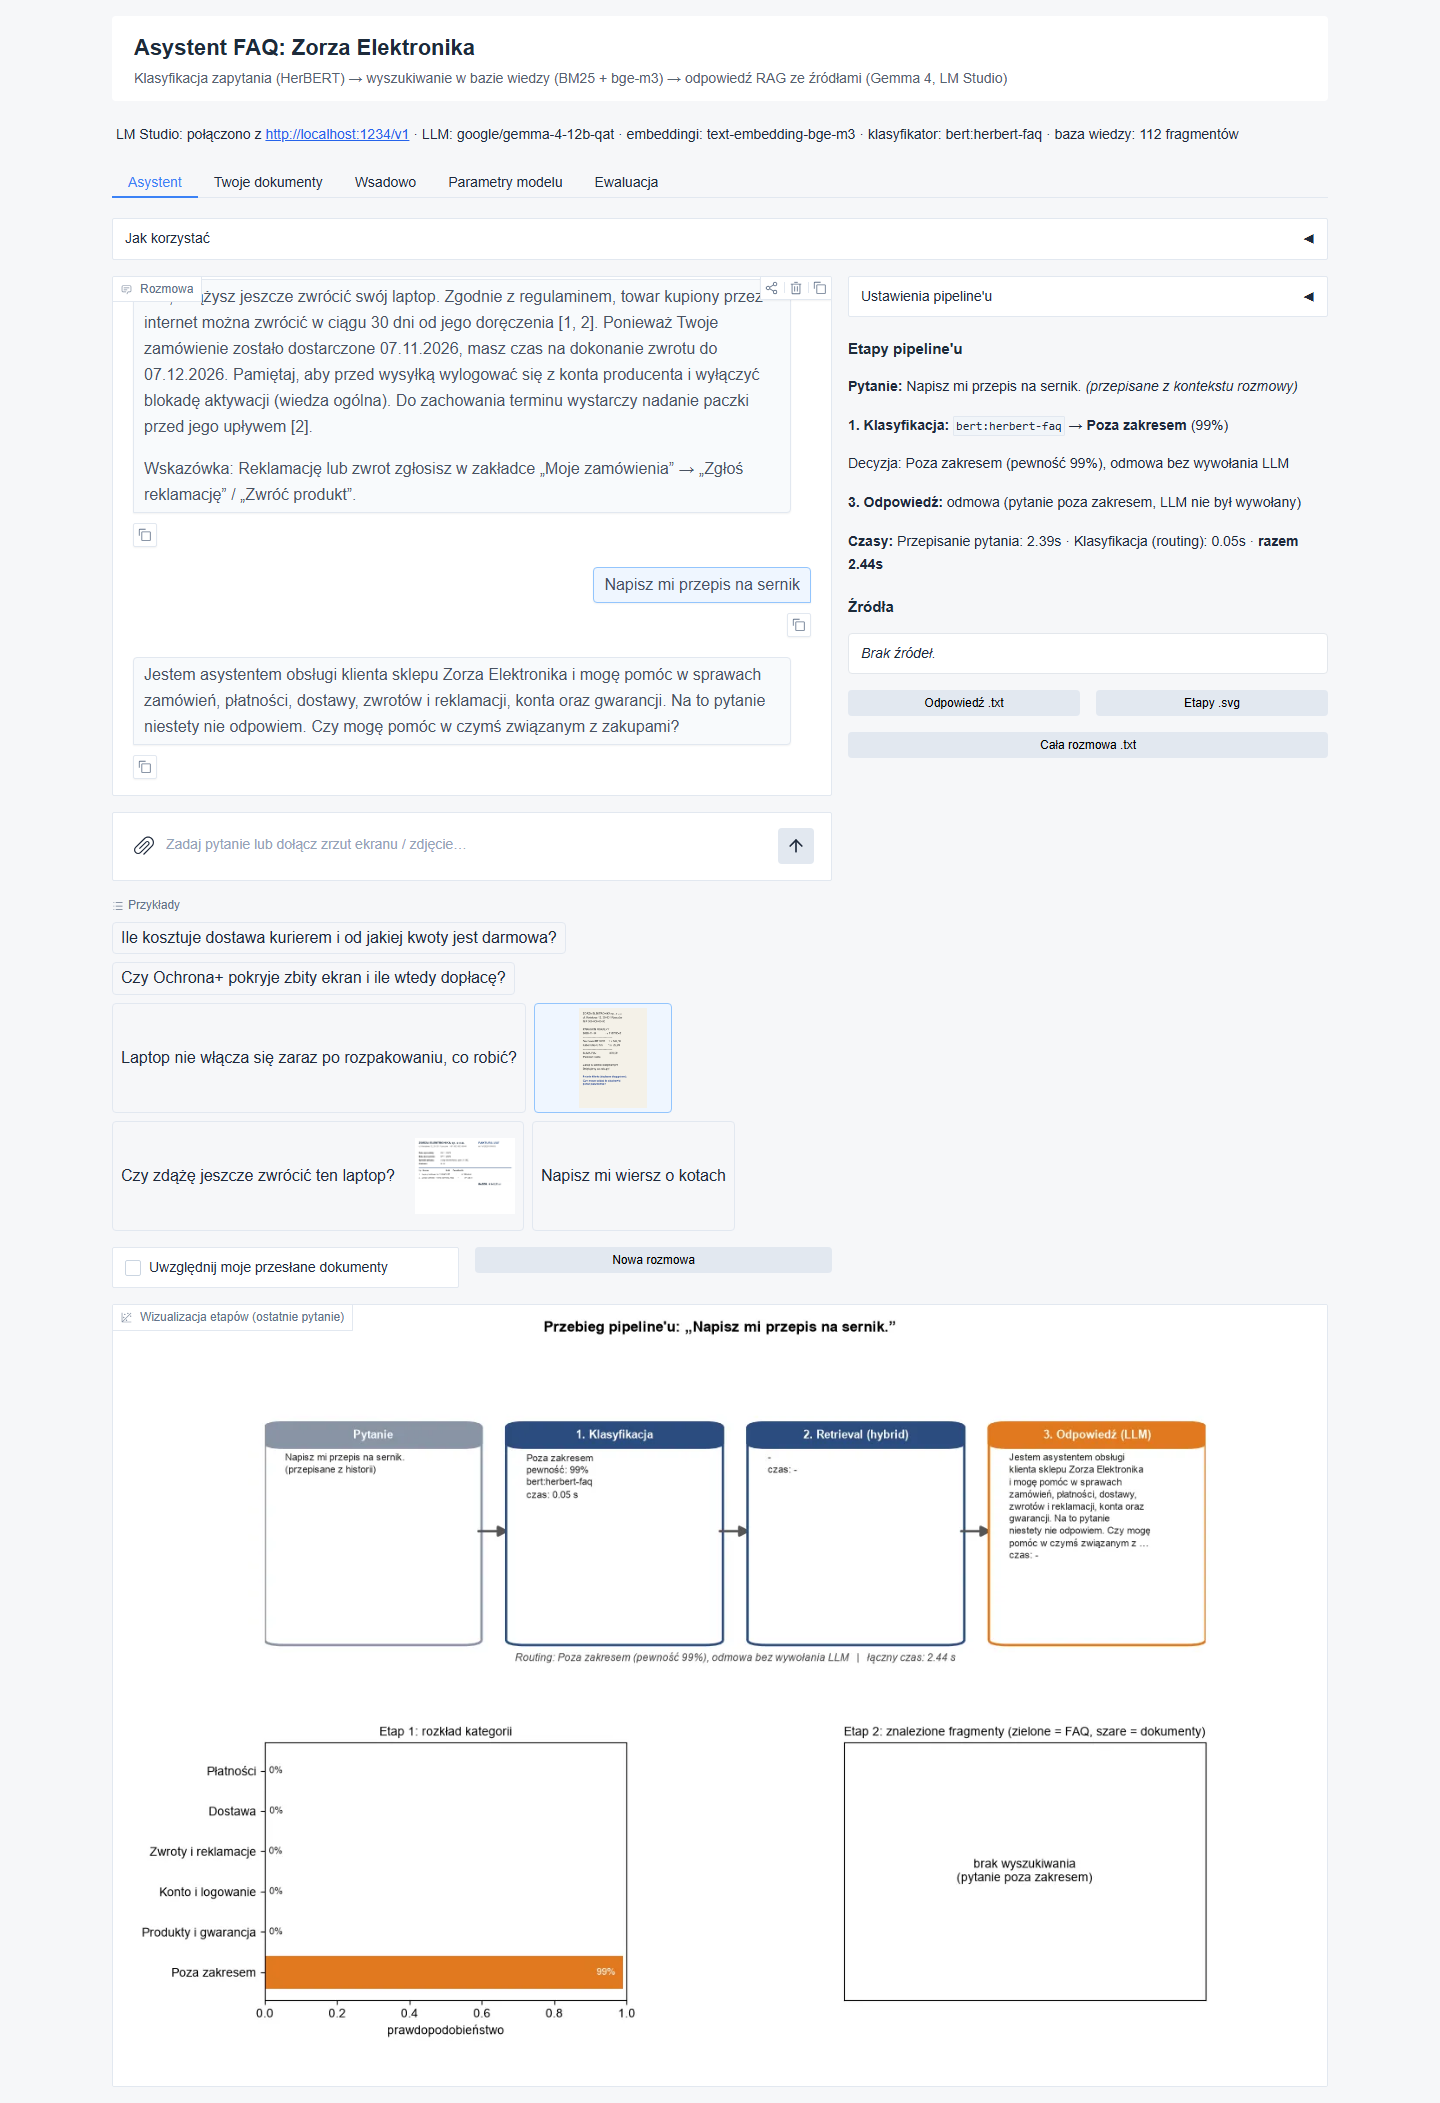 Asystent FAQ: Zorza Elektronika
Klasyfikacja zapytania (HerBERT) → wyszukiwanie w bazie wiedzy (BM25 + bge-m3) → odpowiedź RAG ze źródłami (Gemma 4, LM Studio)
LM Studio: połączono z http://localhost:1234/v1 · LLM: google/gemma-4-12b-qat · embeddingi: text-embedding-bge-m3 · klasyfikator: bert:herbert-faq · baza wiedzy: 112 fragmentów
Asystent Twoje dokumenty Wsadowo Parametry modelu Ewaluacja
Jak korzystać
Rozmowa
jeszcze zwrócić swój laptop. Zgodnie z regulaminem, towar kupiony przez
internet można zwrócić w ciągu 30 dni od jego doręczenia [1, 2]. Ponieważ Twoje
zamówienie zostało dostarczone 07.11.2026, masz czas na dokonanie zwrotu do
07.12.2026. Pamiętaj, aby przed wysyłką wylogować się z konta producenta i wyłączyć
blokadę aktywacji (wiedza ogólna). Do zachowania terminu wystarczy nadanie paczki
przed jego upływem [2].
Wskazówka: Reklamację lub zwrot zgłosisz w zakładce „Moje zamówienia” → „Zgłoś
reklamację” / „Zwróć produkt”.
Napisz mi przepis na sernik
Jestem asystentem obsługi klienta sklepu Zorza Elektronika i mogę pomóc w sprawach
zamówień, płatności, dostawy, zwrotów i reklamacji, konta oraz gwarancji. Na to pytanie
niestety nie odpowiem. Czy mogę pomóc w czymś związanym z zakupami?
Zadaj pytanie lub dołącz zrzut ekranu / zdjęcie…
Ustawienia pipeline'u
Etapy pipeline'u
Pytanie: Napisz mi przepis na sernik. (przepisane z kontekstu rozmowy)
1. Klasyfikacja: bert:herbert-faq → Poza zakresem (99%)
Decyzja: Poza zakresem (pewność 99%), odmowa bez wywołania LLM
3. Odpowiedź: odmowa (pytanie poza zakresem, LLM nie był wywołany)
Czasy: Przepisanie pytania: 2.39s · Klasyfikacja (routing): 0.05s · razem
2.44s
Źródła
Brak źródeł.
Odpowiedź .txt
Etapy .svg
Cała rozmowa .txt
Przykłady
Ile kosztuje dostawa kurierem i od jakiej kwoty jest darmowa?
Czy Ochrona+ pokryje zbity ekran i ile wtedy dopłacę?
Laptop nie włącza się zaraz po rozpakowaniu, co robić?
Czy zdążę jeszcze zwrócić ten laptop?
Napisz mi wiersz o kotach
Uwzględnij moje przesłane dokumenty
Nowa rozmowa
Wizualizacja etapów (ostatnie pytanie)
Przebieg pipeline'u: „Napisz mi przepis na sernik.”
Pytanie
Napisz mi przepis na sernik.
(przepisane z historii)
1. Klasyfikacja
Poza zakresem
pewność: 99%
bert:herbert-faq
czas: 0.05 s
2. Retrieval (hybrid)
-
czas: -
3. Odpowiedź (LLM)
Jestem asystentem obsługi
klienta sklepu Zorza Elektronika
i mogę pomóc w sprawach
zamówień, płatności, dostawy,
zwrotów i reklamacji, konta oraz
gwarancji. Na to pytanie
niestety nie odpowiem. Czy mogę
pomóc w czymś związanym z …
czas: -
Routing: Poza zakresem (pewność 99%), odmowa bez wywołania LLM | łączny czas: 2.44 s
Etap 1: rozkład kategorii
Płatności 0%
Dostawa 0%
Zwroty i reklamacje 0%
Konto i logowanie 0%
Produkty i gwarancja 0%
Poza zakresem 99%
0.0 0.2 0.4 0.6 0.8 1.0
prawdopodobieństwo
Etap 2: znalezione fragmenty (zielone = FAQ, szare = dokumenty)
brak wyszukiwania
(pytanie poza zakresem)